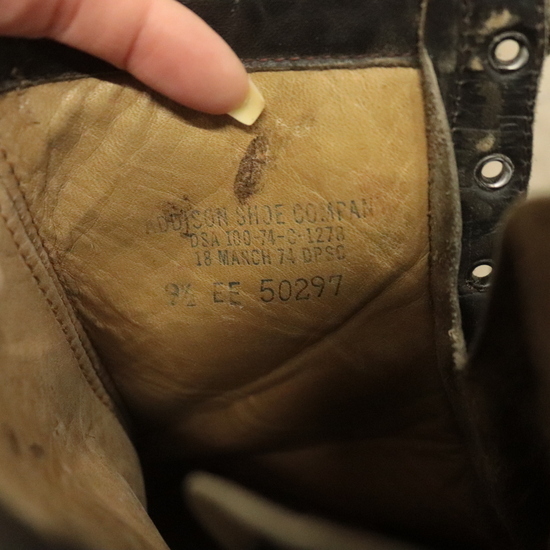 ADDISON SHOE COMPANY
DSA 100-74-C-1273
18 MARCH 74 DPSC
9½ EE 50297